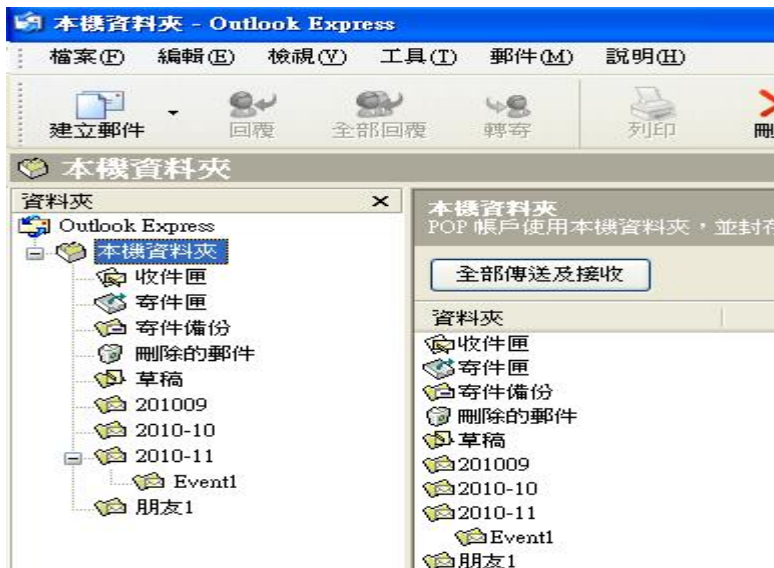 本機資料夾 - Outlook Express
檔案(F) 編輯(E) 檢視(V) 工具(T) 郵件(M) 說明(H)
建立郵件 回覆 全部回覆 轉寄 列印
本機資料夾
資料夾
Outlook Express
本機資料夾
收件匣
寄件匣
寄件備份
刪除的郵件
草稿
201009
2010-10
2010-11
Event1
朋友1
本機資料夾
POP 帳戶使用本機資料夾,並封存
全部傳送及接收
資料夾
收件匣
寄件匣
寄件備份
刪除的郵件
草稿
201009
2010-10
2010-11
Event1
朋友1